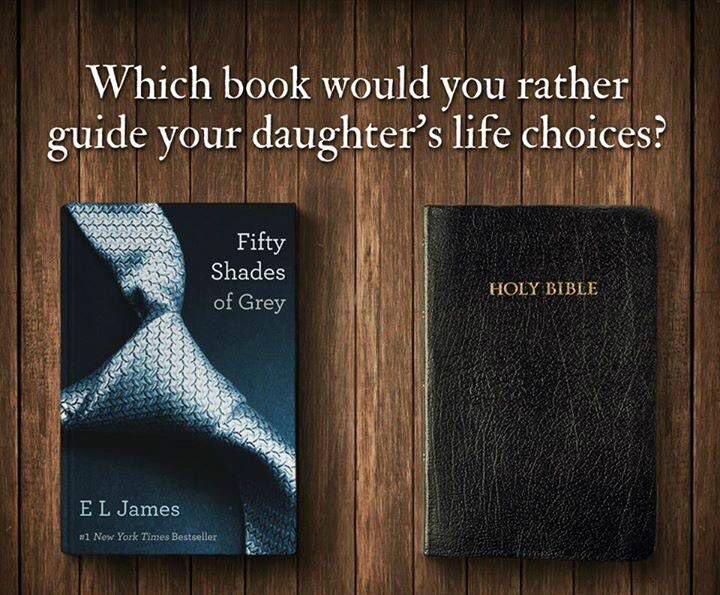 Which book would you rather
guide your daughter's life choices?
Fifty
Shades
of Grey
E L James
#1 New York Times Bestseller
HOLY BIBLE